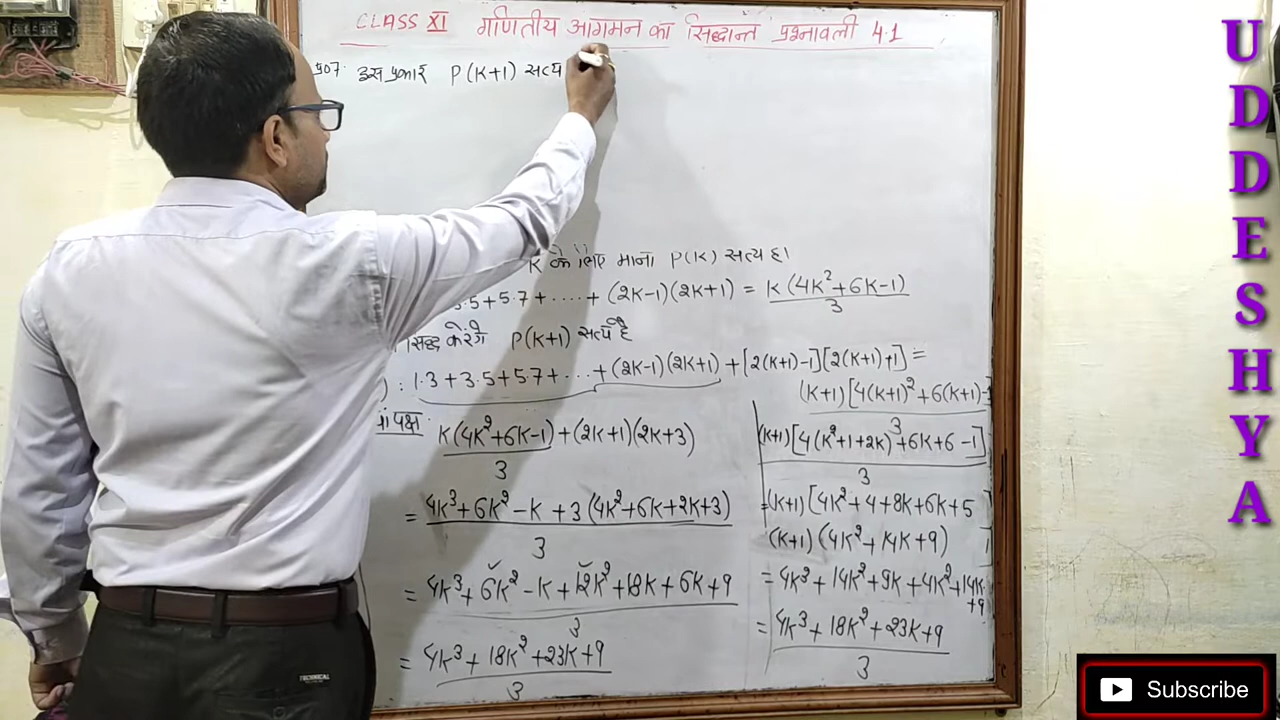 CLASS XI गणितीय आगमन का सिद्धान्त प्रश्नावली 4.1
प्र07. इस प्रकार P(K+1) सत्य
K के लिए माना P(K) सत्य है।
3.5+5.7+.....+(2K-1)(2K+1) = K(4K²+6K-1)/3
सिद्ध करेंगे P(K+1) सत्य है
: 1.3+3.5+5.7+....+(2K-1)(2K+1)+[2(K+1)-1][2(K+1)+1] =
(K+1)[4(K+1)²+6(K+1)-
3
पक्ष K(4K²+6K-1)/3+(2K+1)(2K+3)
= 4K³+6K²-K+3(4K²+6K+2K+3)/3
= 4K³+6K²-K+12K²+18K+6K+9/3
= 4K³+18K²+23K+9/3
(K+1)[4(K²+1+2K)+6K+6-1]/3
=(K+1)[4K²+4+8K+6K+5]
(K+1)(4K²+14K+9)
= 4K³+14K²+9K+4K²+14K
+9
= 4K³+18K²+23K+9/3
UDDESHYA
TECHNICAL
Subscribe